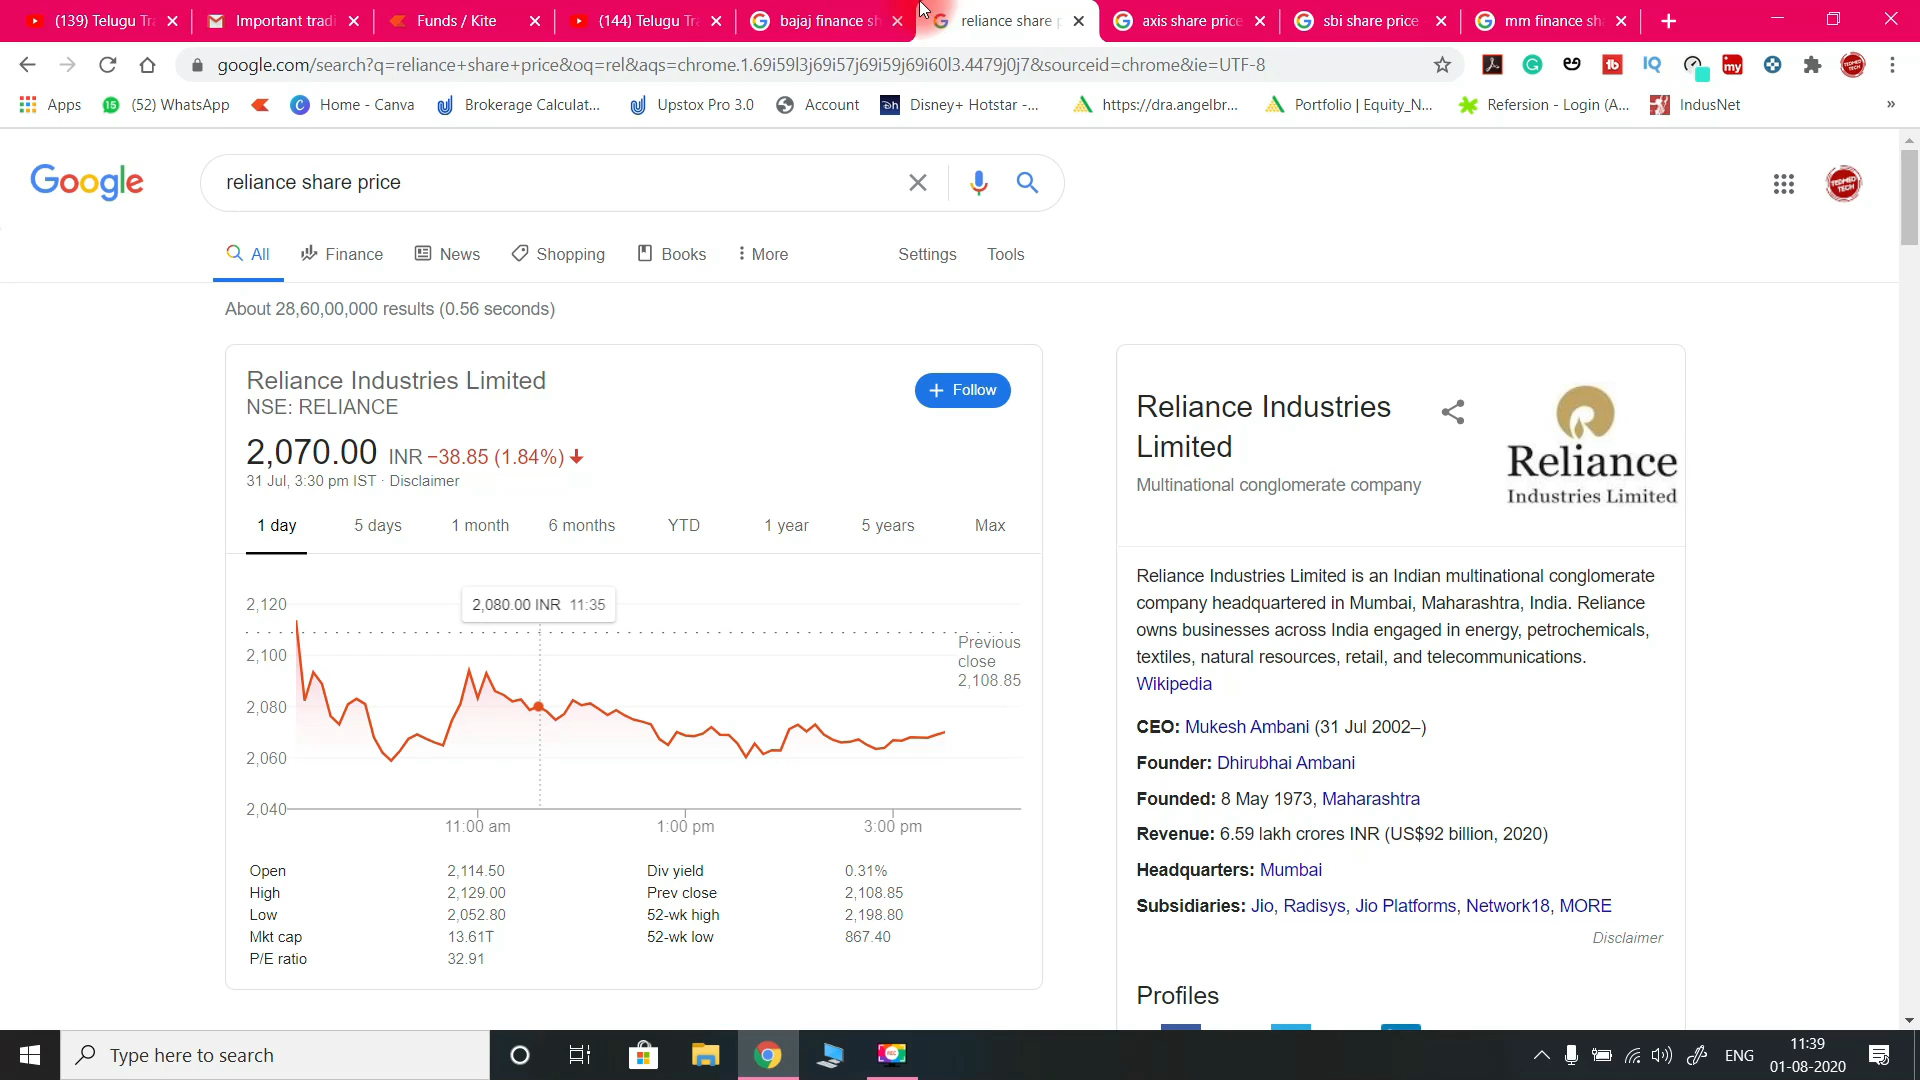 (139) Telugu Tra
Important tradi
Funds / Kite
(144) Telugu Tra
bajaj finance sh
reliance share p
axis share price
sbi share price
mm finance sha
google.com/search?q=reliance+share+price&oq=rel&aqs=chrome.1.69i59l3j69i57j69i59j69i60l3.4479j0j7&sourceid=chrome&ie=UTF-8
Apps
(52) WhatsApp
Home - Canva
Brokerage Calculat...
Upstox Pro 3.0
Account
Disney+ Hotstar -...
https://dra.angelbr...
Portfolio | Equity_N...
Refersion - Login (A...
IndusNet
»
Google
reliance share price
All
Finance
News
Shopping
Books
More
Settings
Tools
About 28,60,00,000 results (0.56 seconds)
Reliance Industries Limited
NSE: RELIANCE
+ Follow
2,070.00 INR −38.85 (1.84%)
31 Jul, 3:30 pm IST · Disclaimer
1 day 5 days 1 month 6 months YTD 1 year 5 years Max
2,080.00 INR 11:35
2,120
2,100
2,080
2,060
2,040
Previous
close
2,108.85
11:00 am 1:00 pm 3:00 pm
Open 2,114.50 Div yield 0.31%
High 2,129.00 Prev close 2,108.85
Low 2,052.80 52-wk high 2,198.80
Mkt cap 13.61T 52-wk low 867.40
P/E ratio 32.91
Reliance Industries
Limited
Multinational conglomerate company
Reliance
Industries Limited
Reliance Industries Limited is an Indian multinational conglomerate
company headquartered in Mumbai, Maharashtra, India. Reliance
owns businesses across India engaged in energy, petrochemicals,
textiles, natural resources, retail, and telecommunications.
Wikipedia
CEO: Mukesh Ambani (31 Jul 2002–)
Founder: Dhirubhai Ambani
Founded: 8 May 1973, Maharashtra
Revenue: 6.59 lakh crores INR (US$92 billion, 2020)
Headquarters: Mumbai
Subsidiaries: Jio, Radisys, Jio Platforms, Network18, MORE
Disclaimer
Profiles
Type here to search
ENG
11:39
01-08-2020